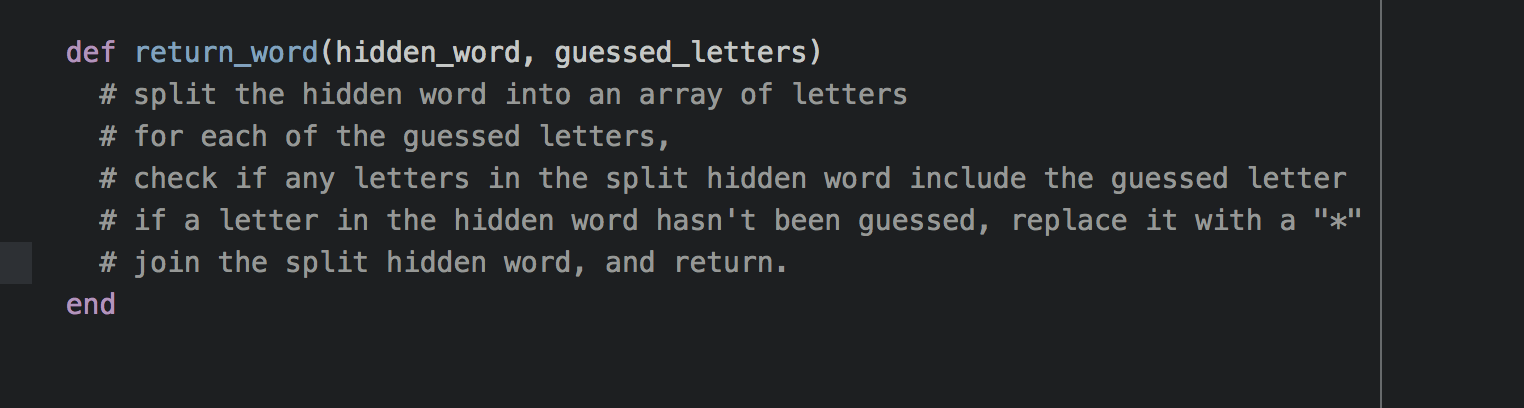 def return_word(hidden_word, guessed_letters)
  # split the hidden word into an array of letters
  # for each of the guessed letters,
  # check if any letters in the split hidden word include the guessed letter
  # if a letter in the hidden word hasn't been guessed, replace it with a "*"
  # join the split hidden word, and return.
end